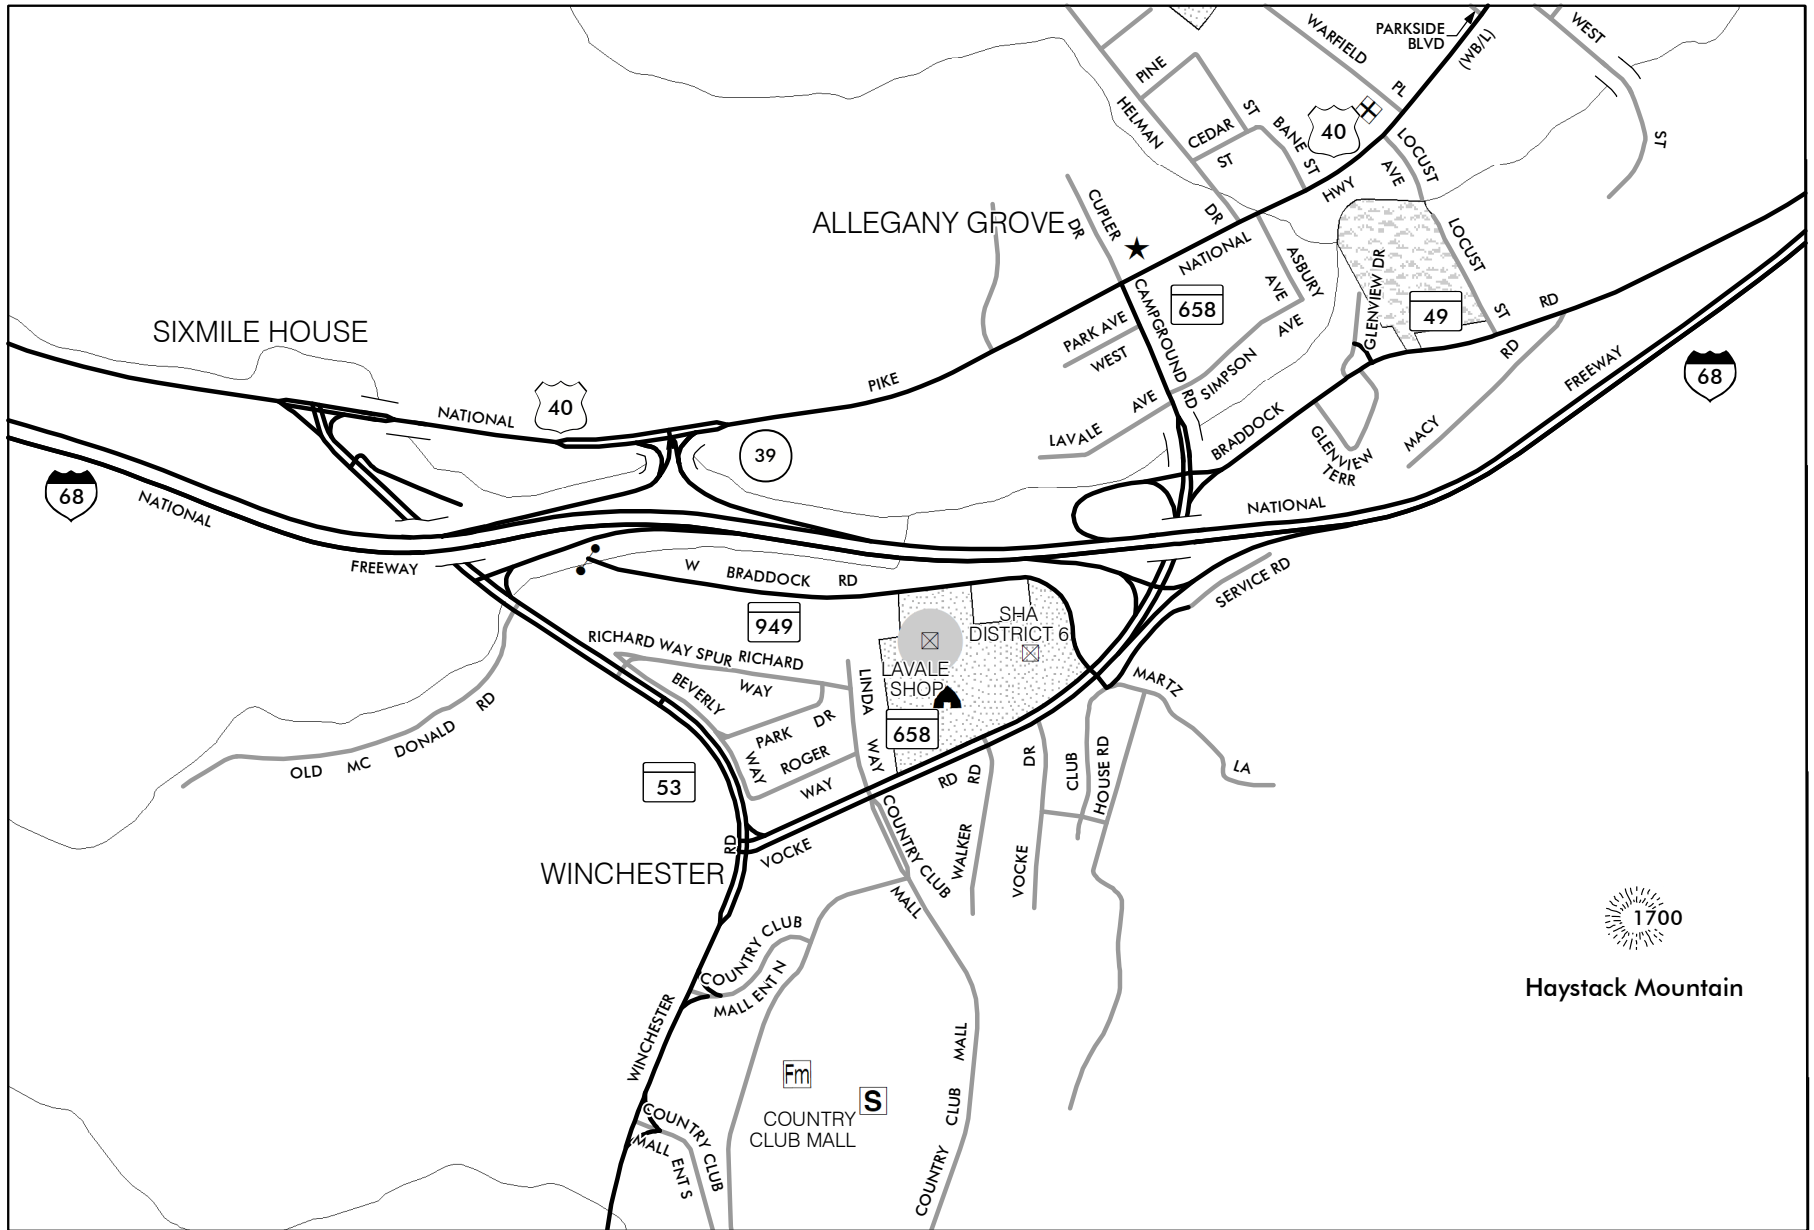 WARFIELD
PL
PARKSIDE
BLVD
(WB/L)
WEST
ST
PINE
ST
HELMAN
DR
CEDAR
ST
BANE
ST
40
HWY
LOCUST
AVE
ALLEGANY GROVE
CUPLER
DR
NATIONAL
ASBURY
AVE
LOCUST
ST
GLENVIEW DR
49
RD
658
CAMPGROUND RD
PARK AVE
WEST
AVE
SIMPSON
RD
SIXMILE HOUSE
PIKE
NATIONAL
40
39
LAVALE
AVE
BRADDOCK
GLENVIEW
TERR
MACY
FREEWAY
68
68
NATIONAL
FREEWAY
NATIONAL
W
BRADDOCK
RD
SERVICE RD
949
SHA
DISTRICT 6
RICHARD WAY SPUR
RICHARD
WAY
LINDA
WAY
LAVALE
SHOP
658
MARTZ
LA
BEVERLY
WAY
PARK
DR
ROGER
WAY
OLD
MC
DONALD
RD
53
RD
RD
DR
CLUB
HOUSE RD
WINCHESTER
RD
VOCKE
COUNTRY CLUB
MALL
WALKER
VOCKE
1700
Haystack Mountain
COUNTRY CLUB
MALL ENT N
WINCHESTER
Fm
S
COUNTRY
CLUB MALL
COUNTRY CLUB
MALL
ENT S
COUNTRY
CLUB
MALL